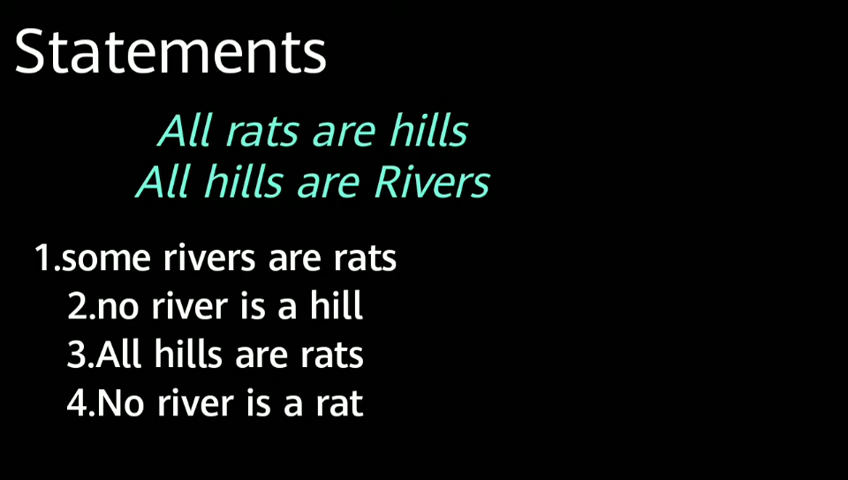 Statements
All rats are hills
All hills are Rivers
1.some rivers are rats
2.no river is a hill
3.All hills are rats
4.No river is a rat